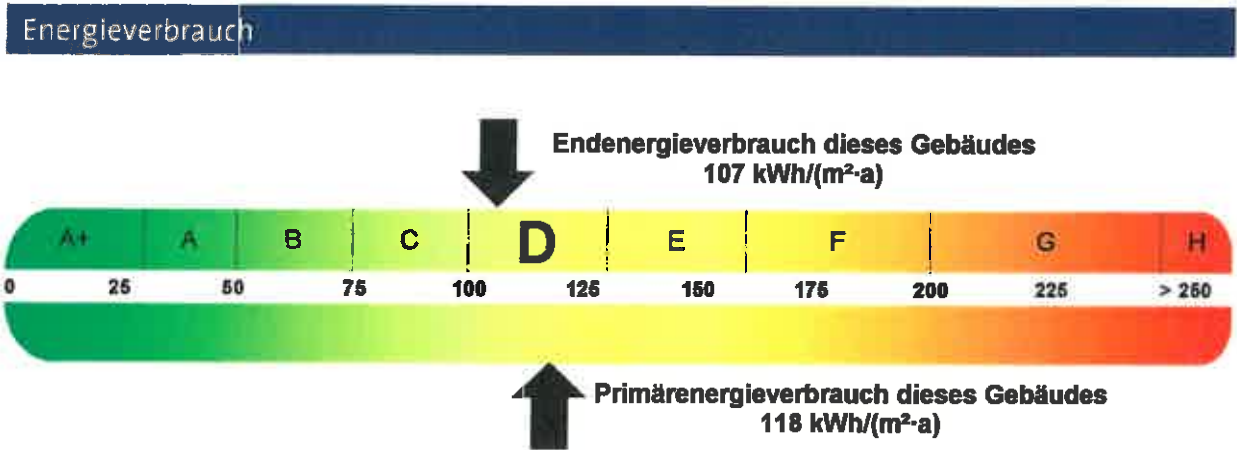 Energieverbrauch
Endenergieverbrauch dieses Gebäudes
107 kWh/(m²·a)
A+ A B C D E F G H
0 25 50 75 100 125 150 175 200 225 > 250
Primärenergieverbrauch dieses Gebäudes
118 kWh/(m²·a)